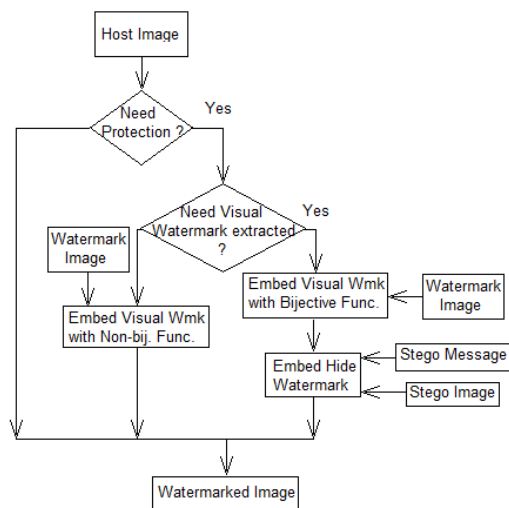 Host Image
Yes
Need
Protection ?
Need Visual
Watermark extracted
?
Yes
Watermark
Image
Embed Visual Wmk
with Non-bij. Func.
Embed Visual Wmk
with Bijective Func.
Watermark
Image
Embed Hide
Watermark
Stego Message
Stego Image
Watermarked Image